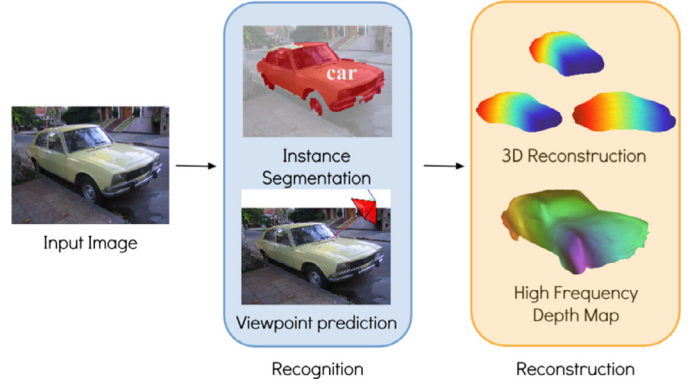 car
Input Image
Instance
Segmentation
Viewpoint prediction
3D Reconstruction
High Frequency
Depth Map
Recognition
Reconstruction